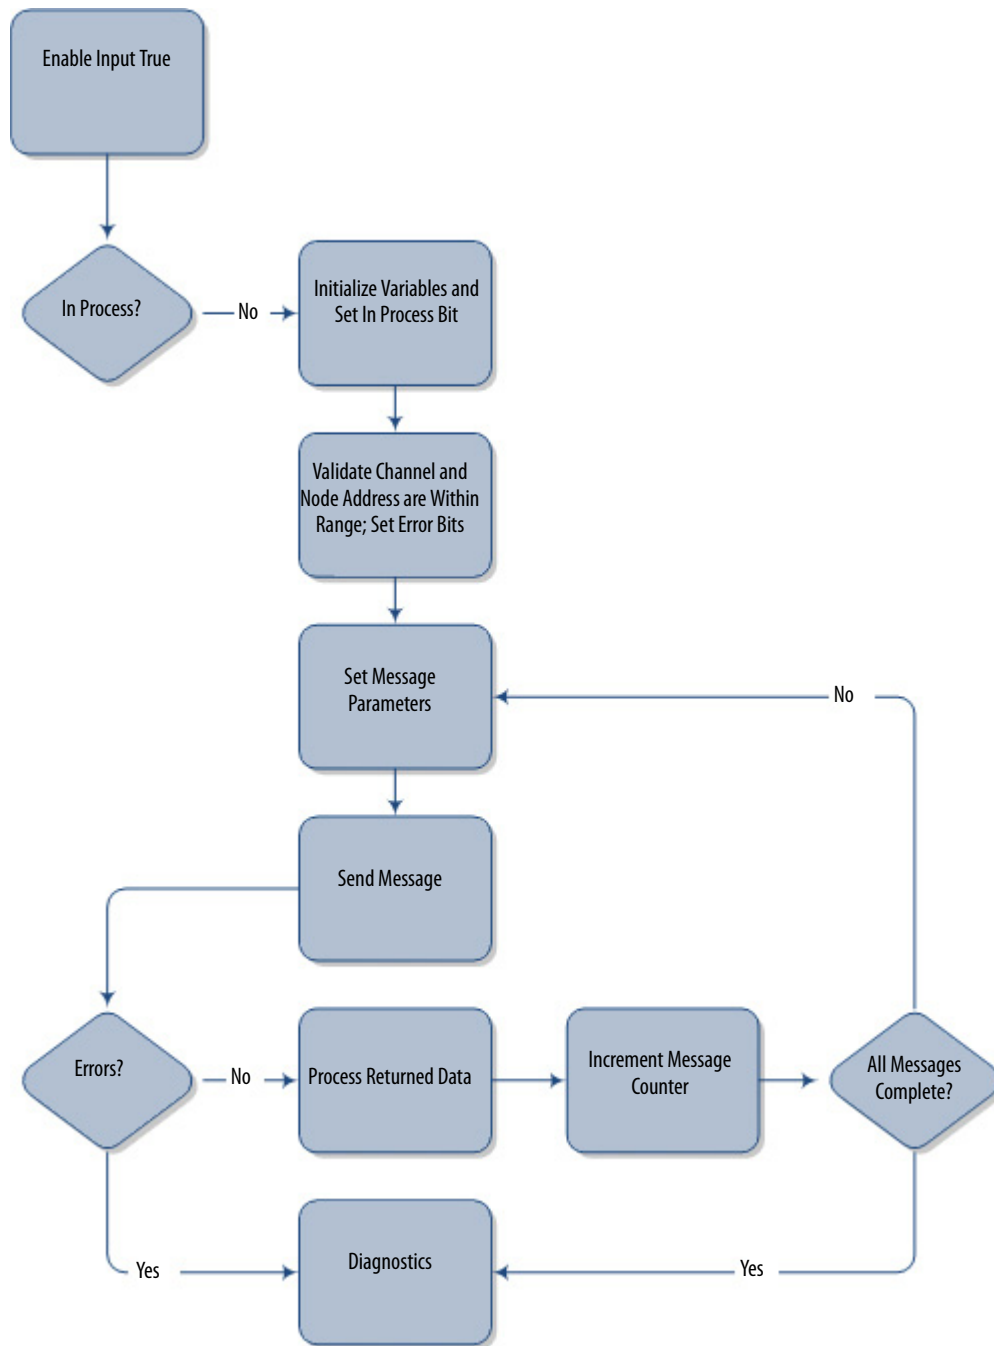 Enable Input True
In Process?
No
Initialize Variables and
Set In Process Bit
Validate Channel and
Node Address are Within
Range; Set Error Bits
Set Message
Parameters
No
Send Message
Errors?
No
Process Returned Data
Increment Message
Counter
All Messages
Complete?
Yes
Diagnostics
Yes